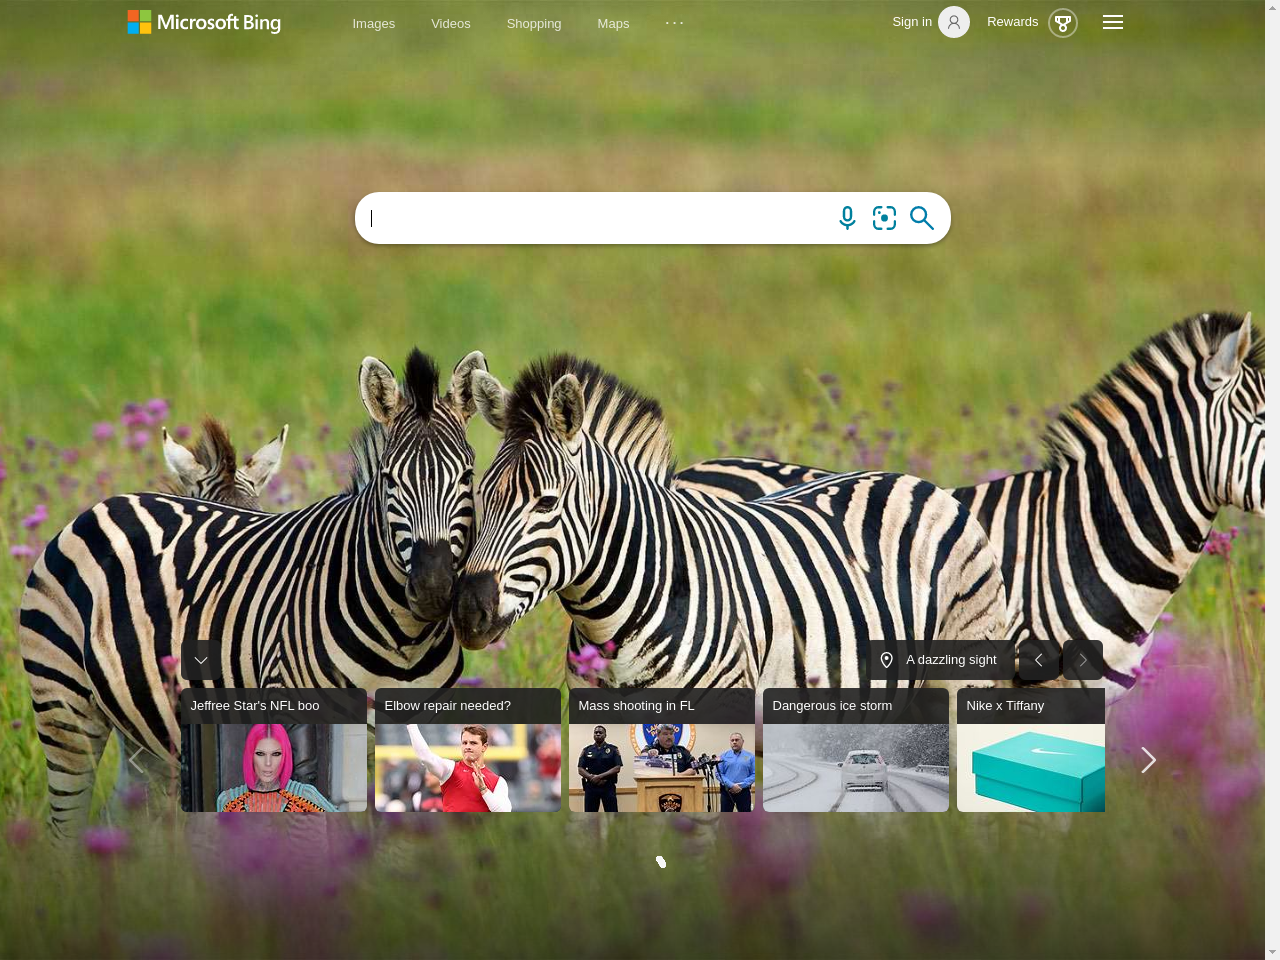 Microsoft Bing
Images
Videos
Shopping
Maps
Sign in
Rewards
A dazzling sight
Jeffree Star's NFL boo
Elbow repair needed?
Mass shooting in FL
Dangerous ice storm
Nike x Tiffany